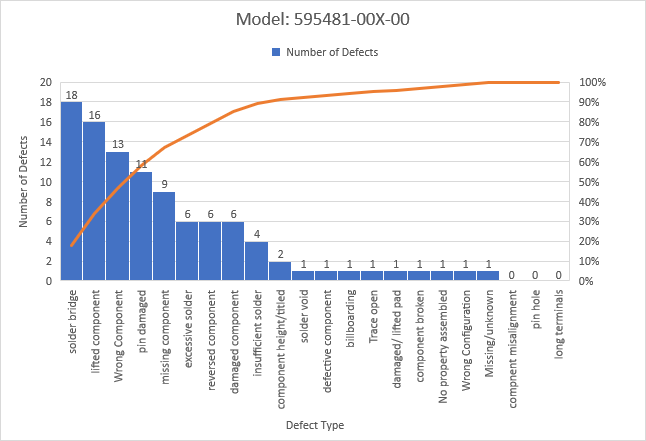 Model: 595481-00X-00
Number of Defects
20
18
16
14
12
10
8
6
4
2
0
Number of Defects
18
16
13
11
9
6
6
6
4
2
1
1
1
1
1
1
1
1
1
0
0
0
100%
90%
80%
70%
60%
50%
40%
30%
20%
10%
0%
solder bridge
lifted component
Wrong Component
pin damaged
missing component
excessive solder
reversed component
damaged component
insufficient solder
component height/titled
solder void
defective component
billboarding
Trace open
damaged/ lifted pad
component broken
No property assembled
Wrong Configuration
Missing/unknown
compnent misalignment
pin hole
long terminals
Defect Type